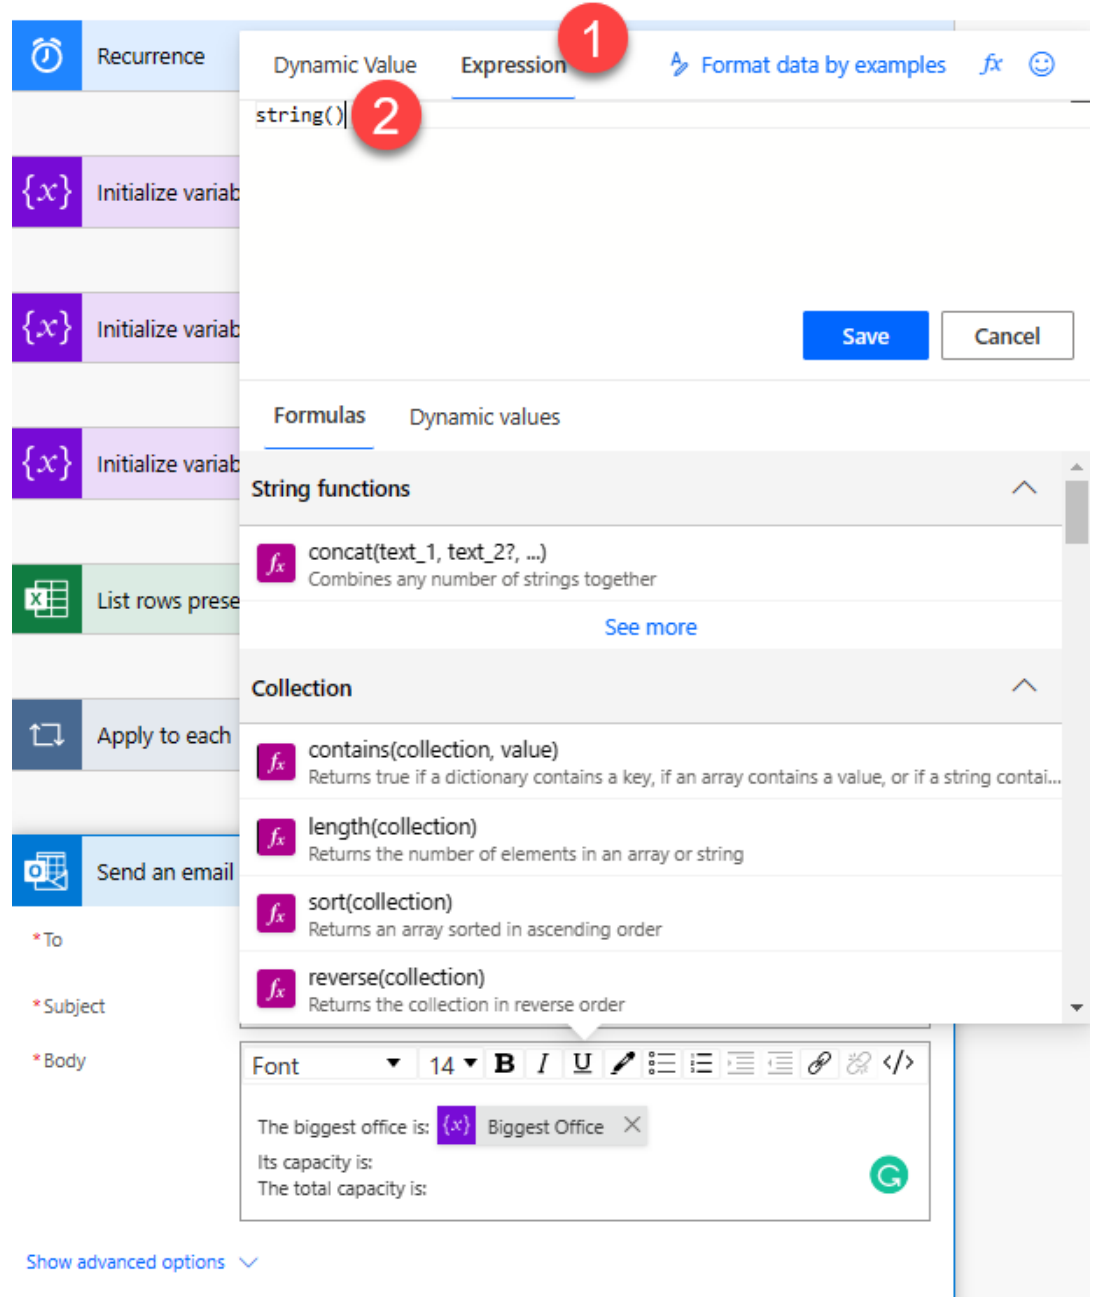 Recurrence
1
Dynamic Value Expression Format data by examples fx
string() 2
{x} Initialize variab
{x} Initialize variab
Save Cancel
Formulas Dynamic values
{x} Initialize variab
String functions
fx concat(text_1, text_2?, ...)
Combines any number of strings together
List rows prese
See more
Collection
Apply to each
fx contains(collection, value)
Returns true if a dictionary contains a key, if an array contains a value, or if a string contai...
fx length(collection)
Returns the number of elements in an array or string
Send an email
fx sort(collection)
Returns an array sorted in ascending order
* To
fx reverse(collection)
Returns the collection in reverse order
* Subject
* Body
Font 14 B I U </>
The biggest office is: {x} Biggest Office ×
Its capacity is:
The total capacity is:
Show advanced options